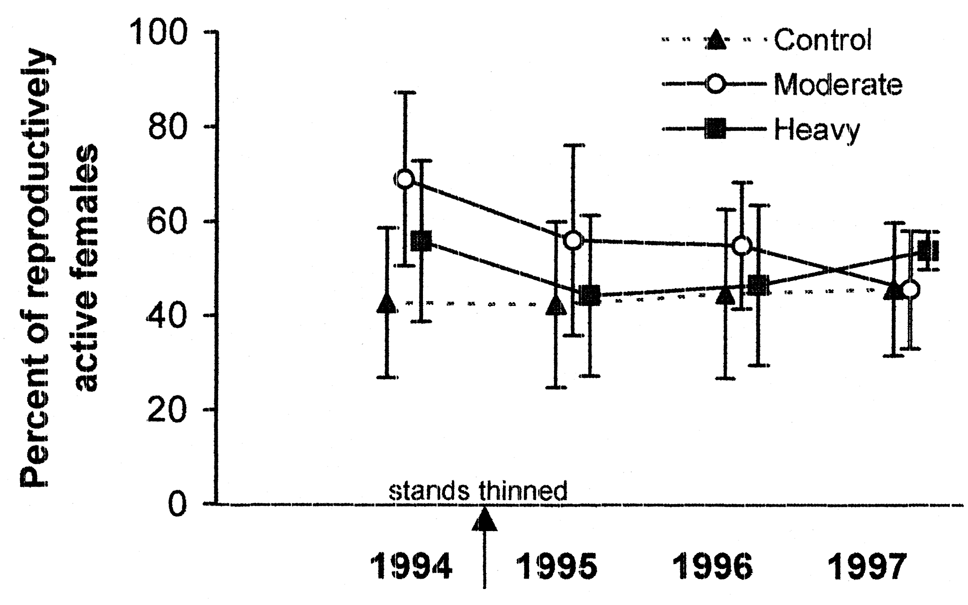 Percent of reproductively
active females
100
80
60
40
20
0
Control
Moderate
Heavy
stands thinned
1994 1995 1996 1997